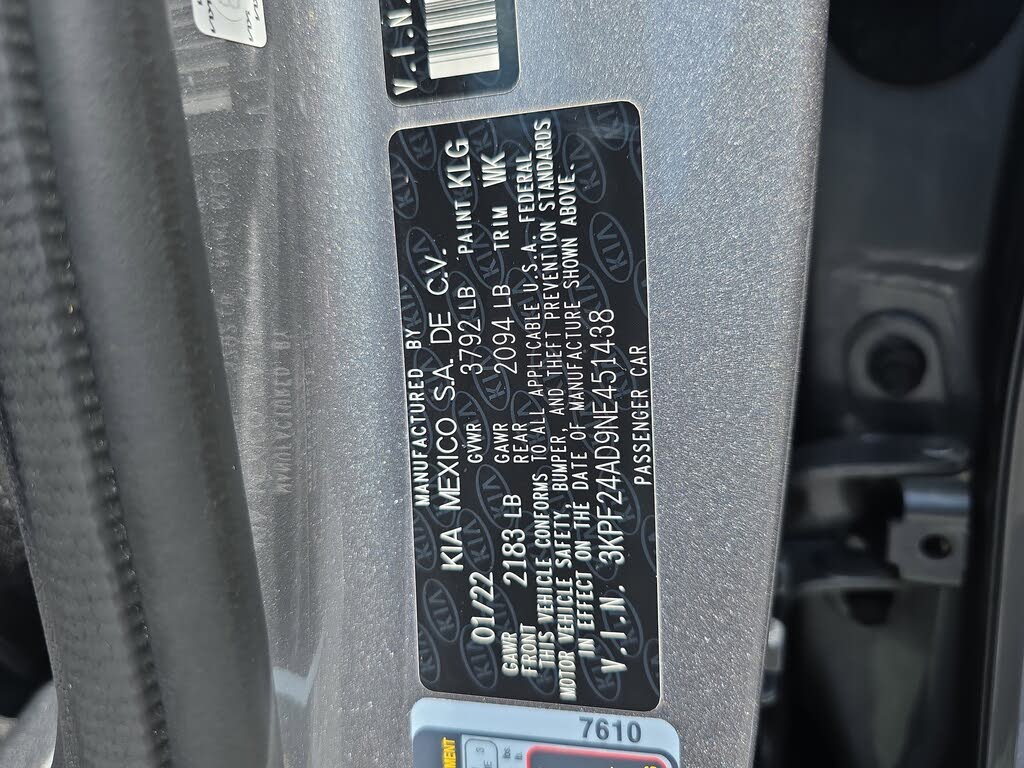 V.I.N.
MANUFACTURED BY
KIA MEXICO S.A. DE C.V.
01/22 GWWR 3792 LB PAINT KLG
GAWR FRONT 2183 LB GAWR REAR 2094 LB TRIM WK
THIS VEHICLE CONFORMS TO ALL APPLICABLE U.S.A. FEDERAL
MOTOR VEHICLE SAFETY, BUMPER, AND THEFT PREVENTION STANDARDS
IN EFFECT ON THE DATE OF MANUFACTURE SHOWN ABOVE.
V.I.N. 3KPF24AD9NE451438
PASSENGER CAR
7610